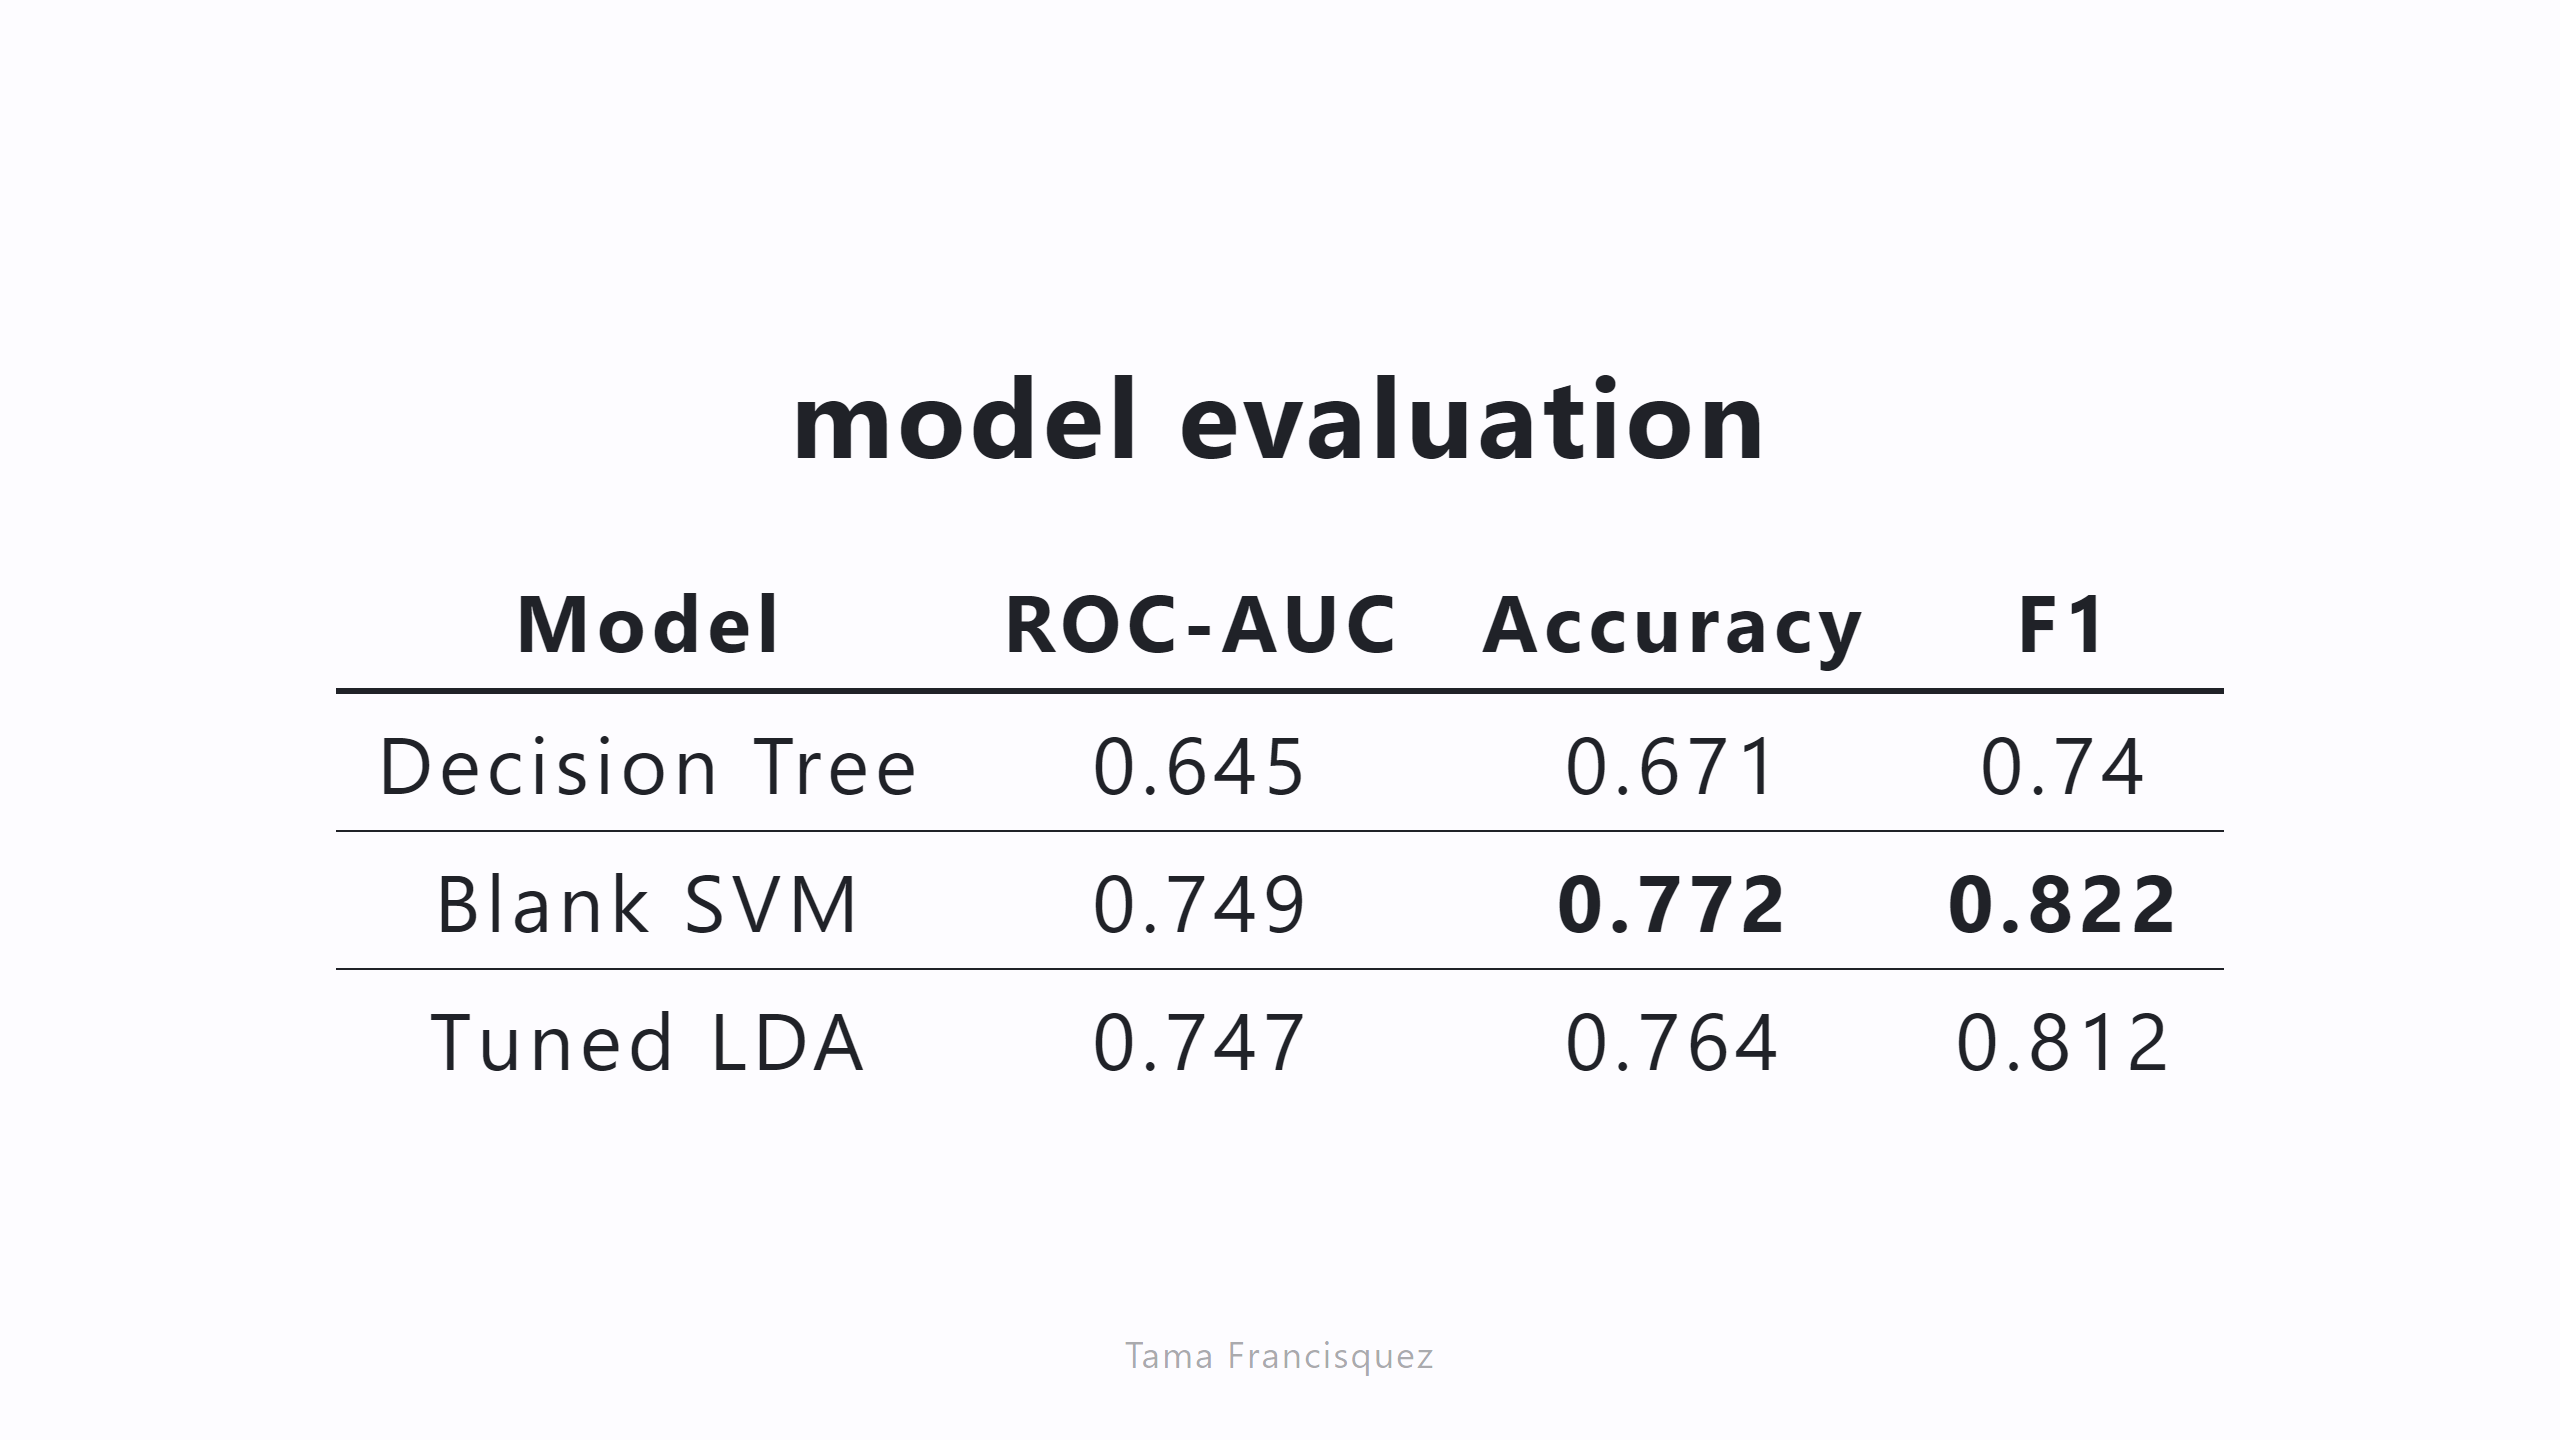 model evaluation
Model ROC-AUC Accuracy F1
Decision Tree 0.645 0.671 0.74
Blank SVM 0.749 0.772 0.822
Tuned LDA 0.747 0.764 0.812
Tama Francisquez